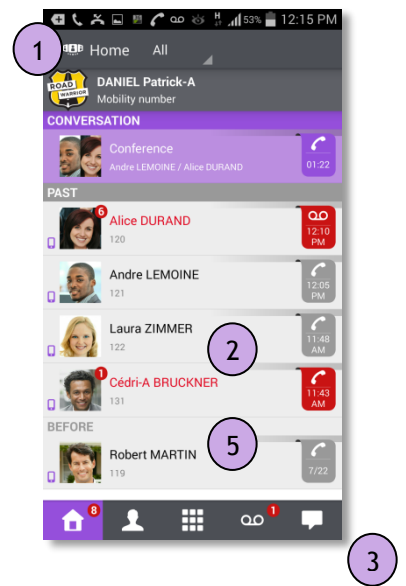 H 53% 12:15 PM
1
Home All
ROAD
WARRIOR
DANIEL Patrick-A
Mobility number
CONVERSATION
Conference
Andre LEMOINE / Alice DURAND
01:22
PAST
6
Alice DURAND
120
12:10
PM
Andre LEMOINE
121
12:05
PM
Laura ZIMMER
122
11:48
AM
2
1
Cédri-A BRUCKNER
131
11:43
AM
BEFORE
5
Robert MARTIN
119
7/22
8
1
3